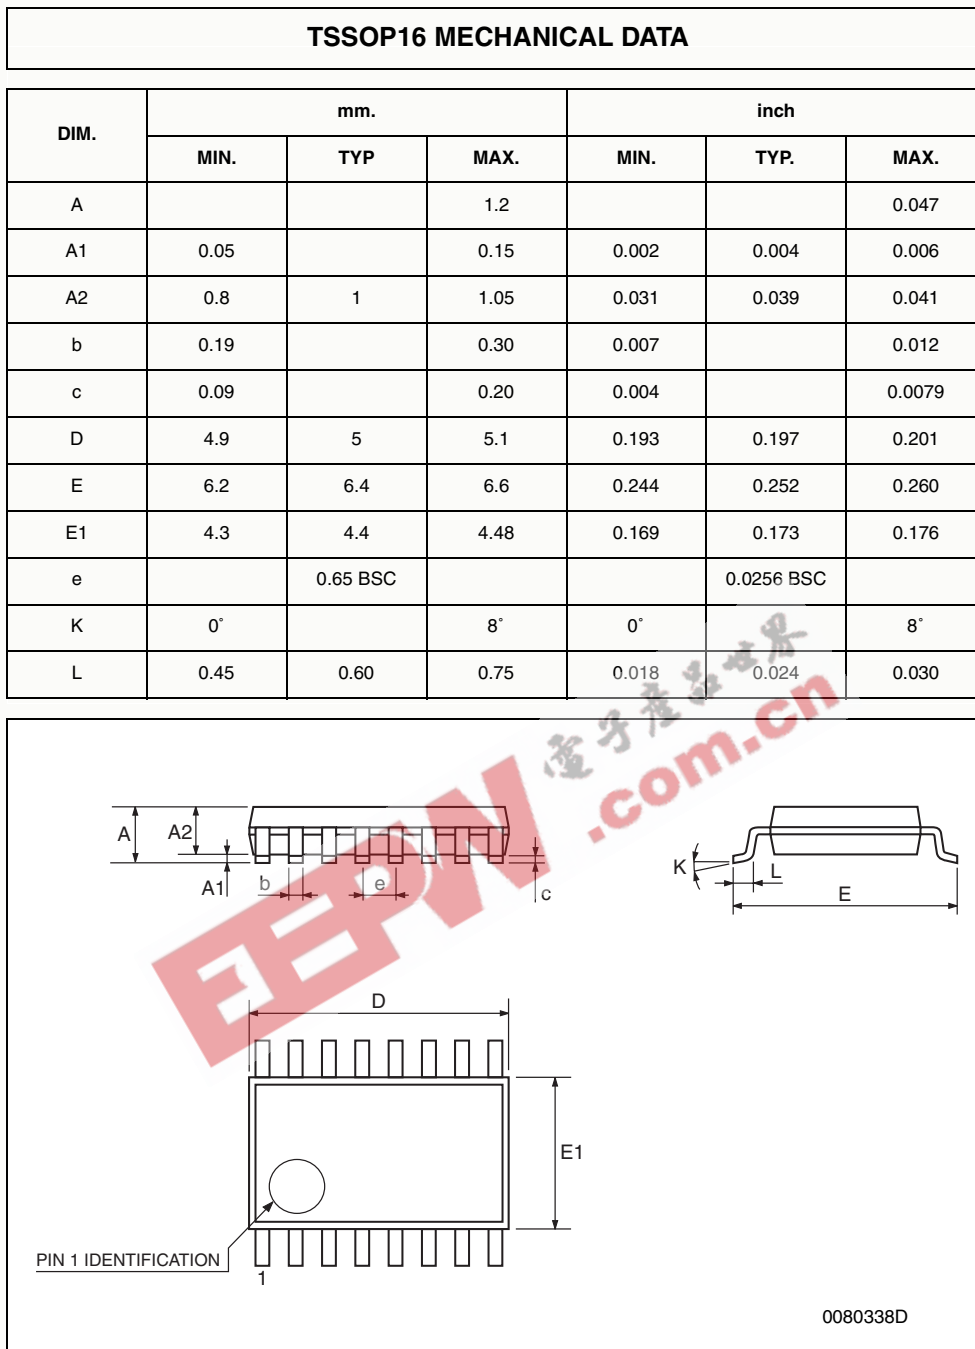 TSSOP16 MECHANICAL DATA
DIM. mm. inch
MIN. TYP MAX. MIN. TYP. MAX.
A 1.2 0.047
A1 0.05 0.15 0.002 0.004 0.006
A2 0.8 1 1.05 0.031 0.039 0.041
b 0.19 0.30 0.007 0.012
c 0.09 0.20 0.004 0.0079
D 4.9 5 5.1 0.193 0.197 0.201
E 6.2 6.4 6.6 0.244 0.252 0.260
E1 4.3 4.4 4.48 0.169 0.173 0.176
e 0.65 BSC 0.0256 BSC
K 0° 8° 0° 8°
L 0.45 0.60 0.75 0.018 0.024 0.030
電子產品世界
EEPW.com.cn
A A2 A1 b e c
K L E
D
E1
PIN 1 IDENTIFICATION
1
0080338D